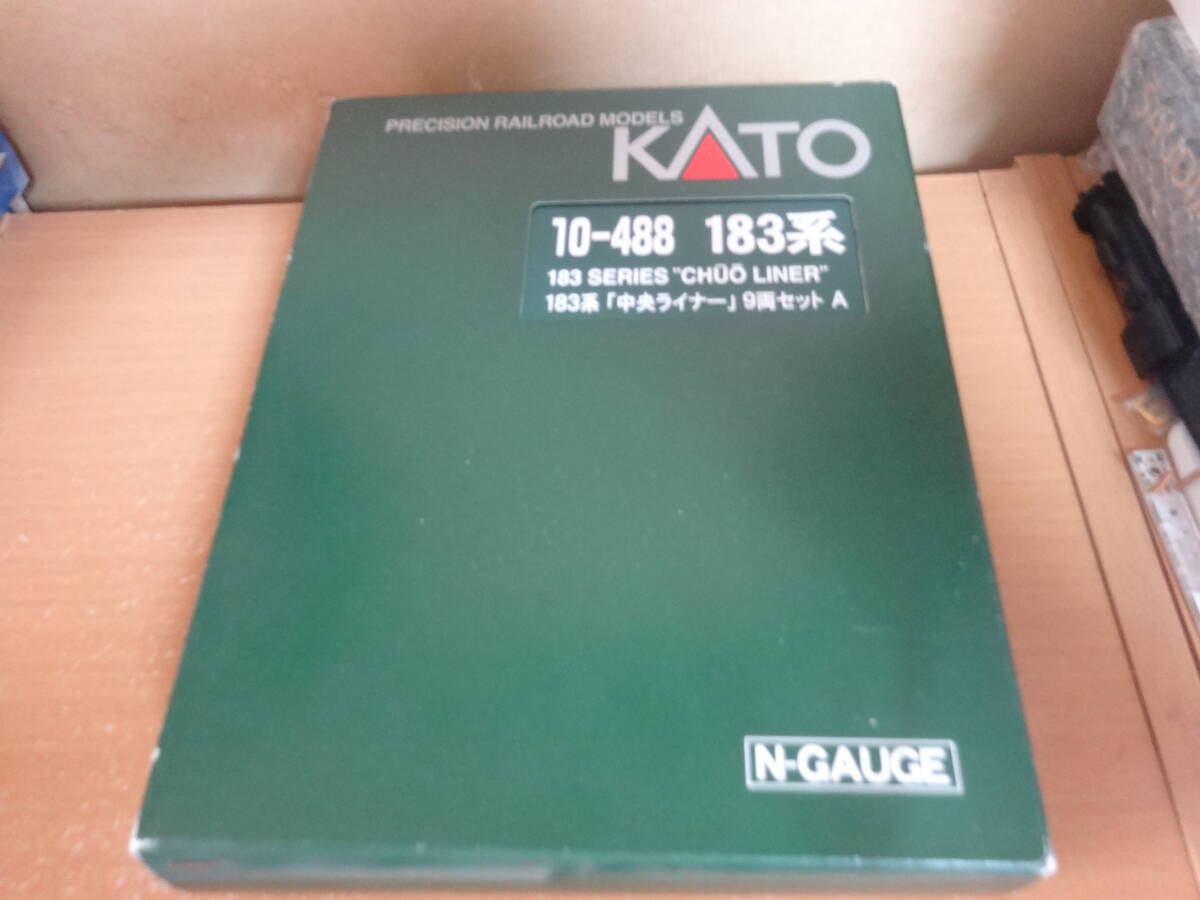 PRECISION RAILROAD MODELS
KATO
10-488 183系
183 SERIES "CHŪŌ LINER"
183系「中央ライナー」9両セット A
N-GAUGE